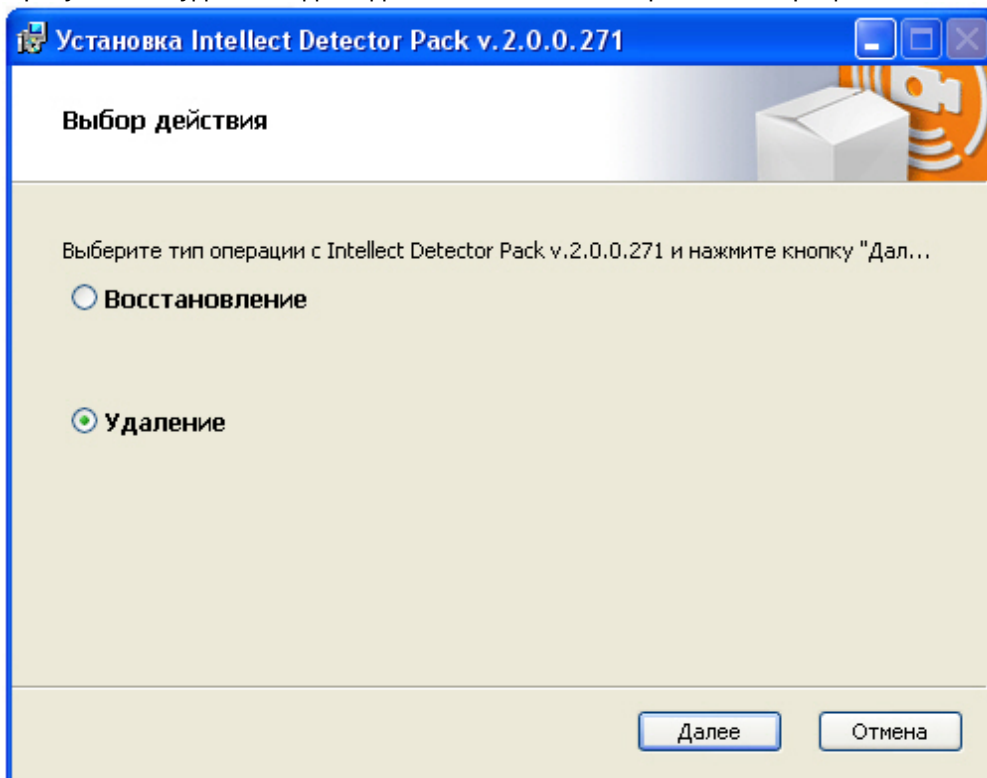 Установка Intellect Detector Pack v.2.0.0.271
Выбор действия
Выберите тип операции с Intellect Detector Pack v.2.0.0.271 и нажмите кнопку "Дал...
Восстановление
Удаление
Далее
Отмена